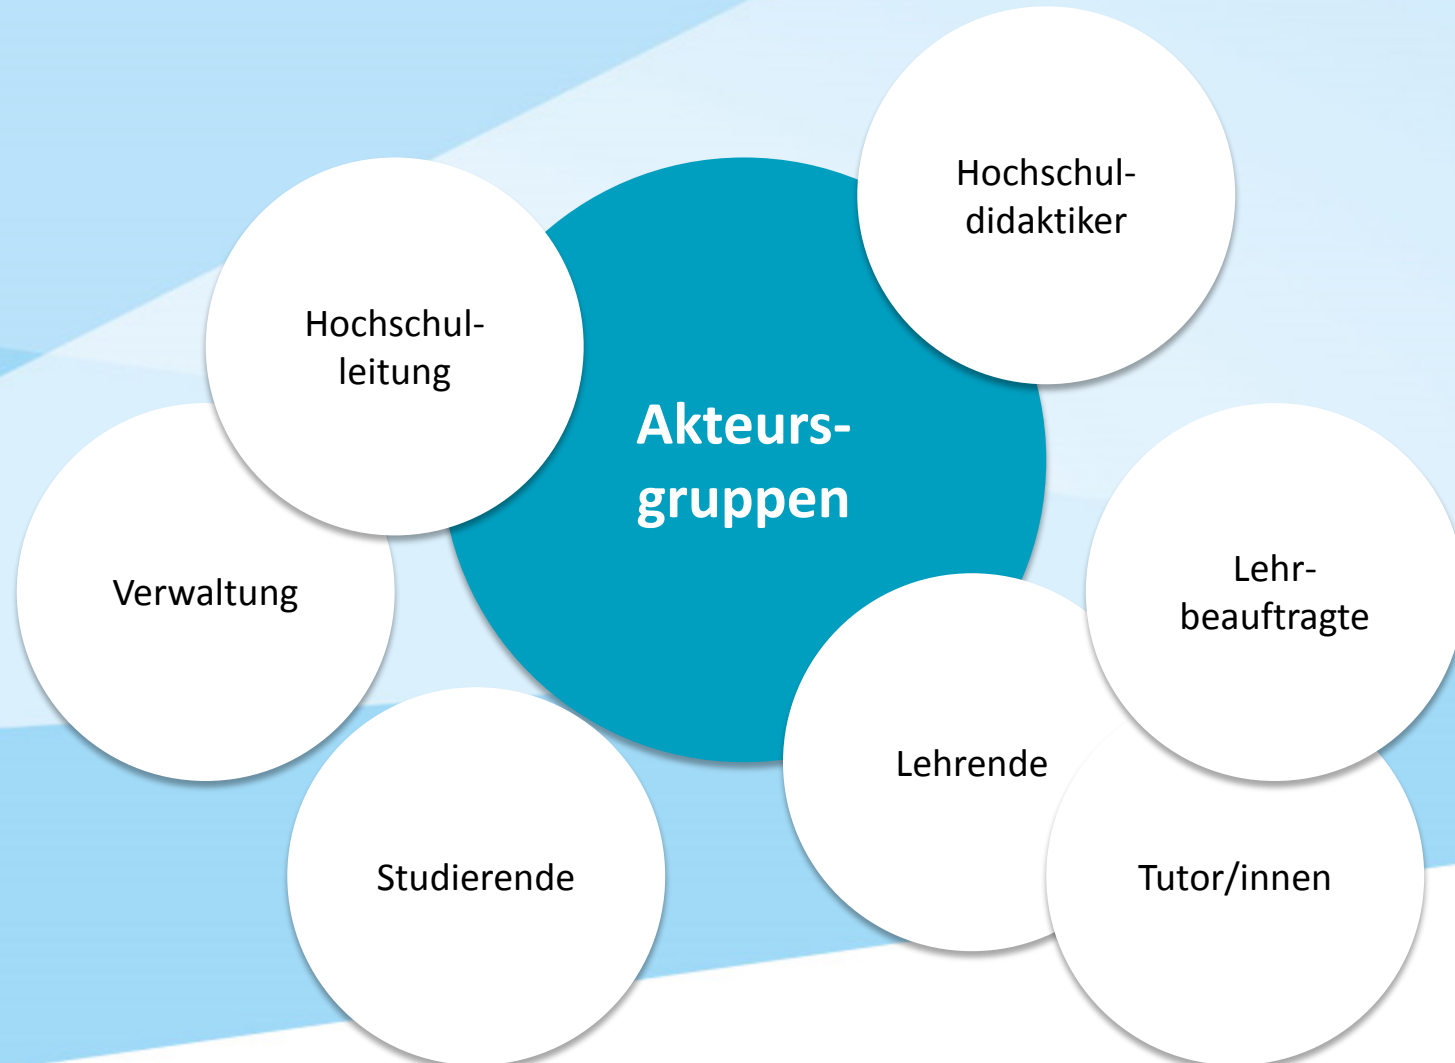 Hochschul-
didaktiker
Hochschul-
leitung
Akteurs-
gruppen
Verwaltung
Lehr-
beauftragte
Lehrende
Studierende
Tutor/innen